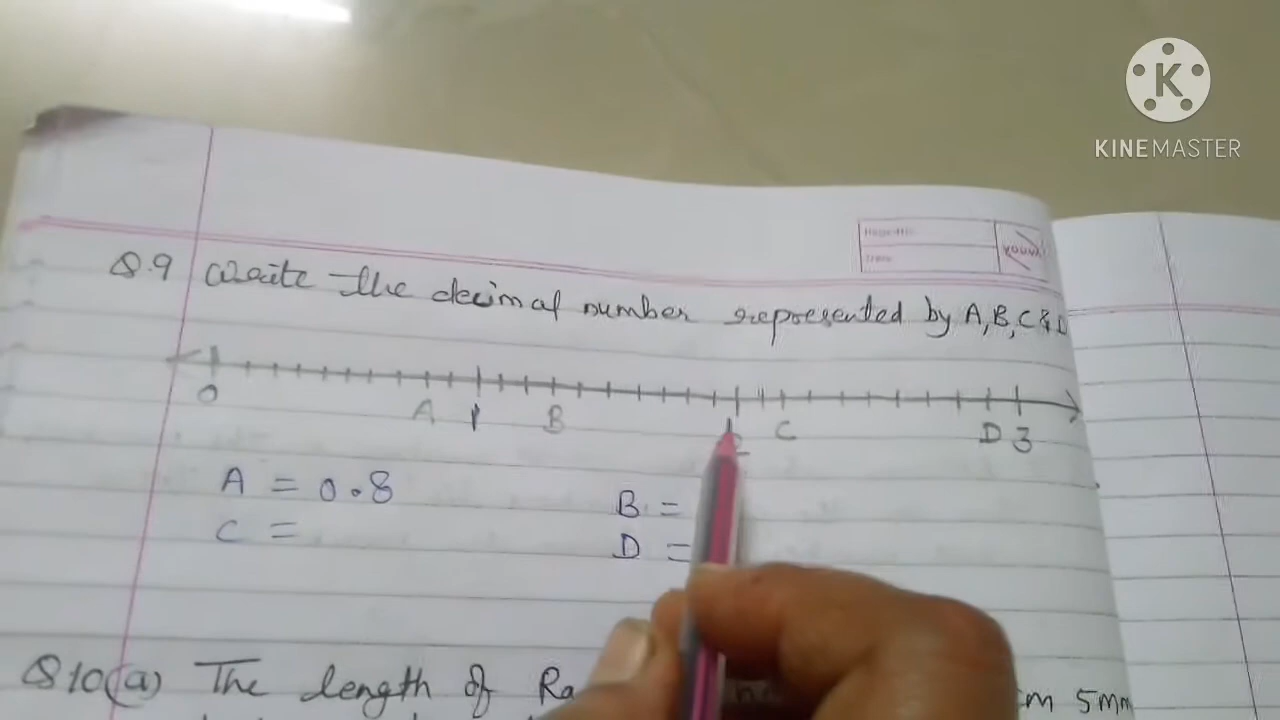 KINEMASTER
Q.9 Write the decimal number represented by A, B, C &
0 A 1 B C D 3
A = 0.8 B =
C = D =
Q10(a) The length of Ra 5mm